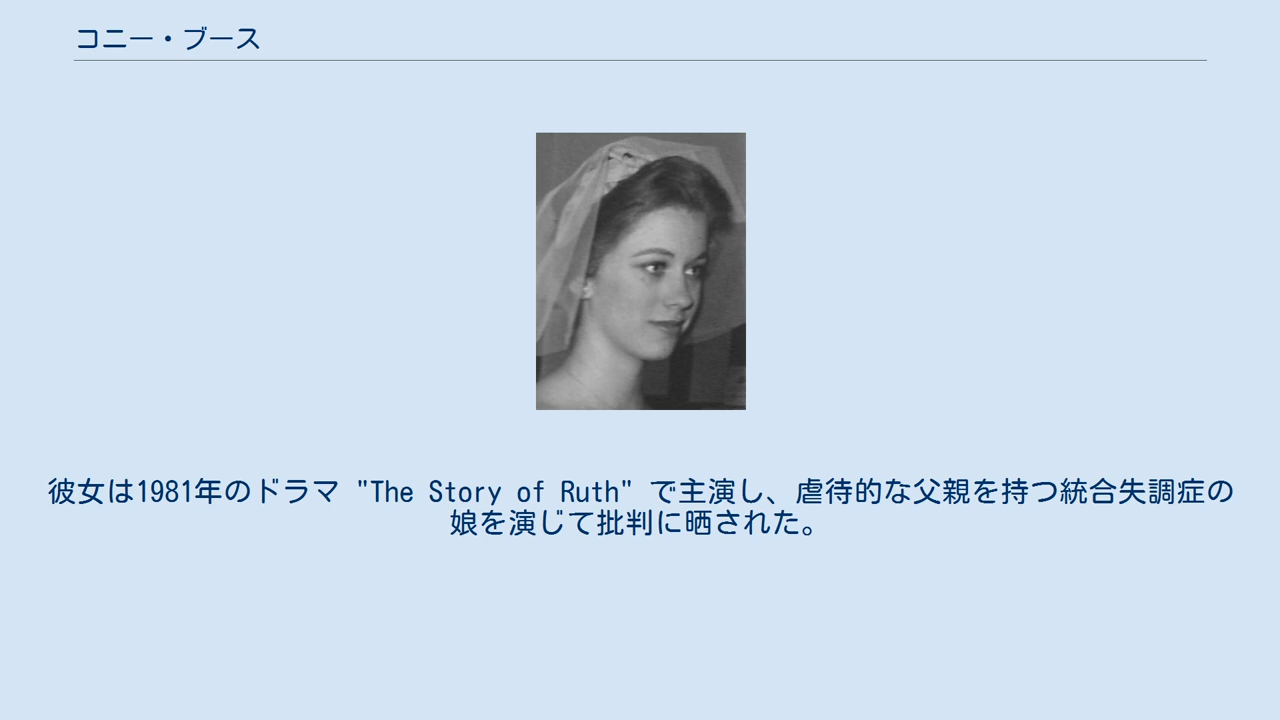 コニー・ブース
彼女は1981年のドラマ "The Story of Ruth" で主演し、虐待的な父親を持つ統合失調症の
娘を演じて批判に晒された。